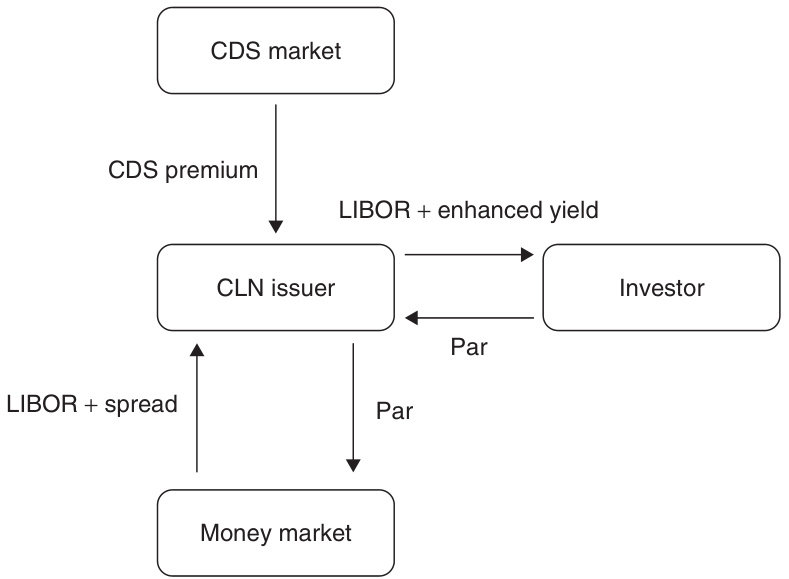 CDS market
CDS premium
LIBOR + enhanced yield
CLN issuer
Investor
Par
LIBOR + spread
Par
Money market